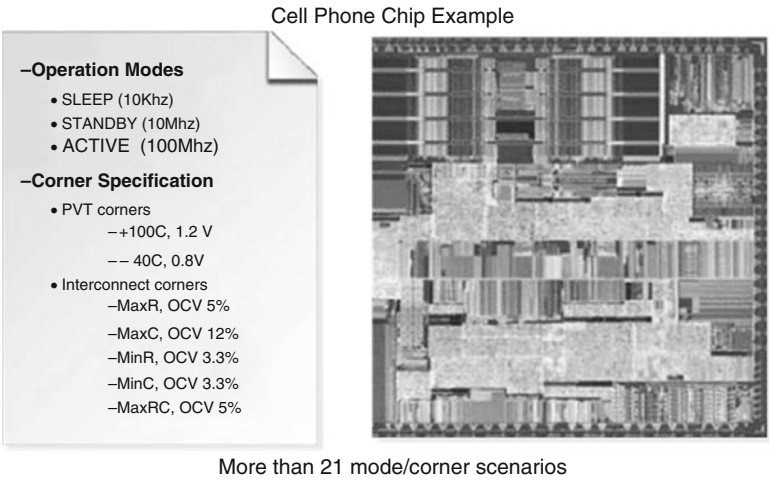 Cell Phone Chip Example
–Operation Modes
• SLEEP (10Khz)
• STANDBY (10Mhz)
• ACTIVE (100Mhz)
–Corner Specification
• PVT corners
–+100C, 1.2 V
–– 40C, 0.8V
• Interconnect corners
–MaxR, OCV 5%
–MaxC, OCV 12%
–MinR, OCV 3.3%
–MinC, OCV 3.3%
–MaxRC, OCV 5%
More than 21 mode/corner scenarios